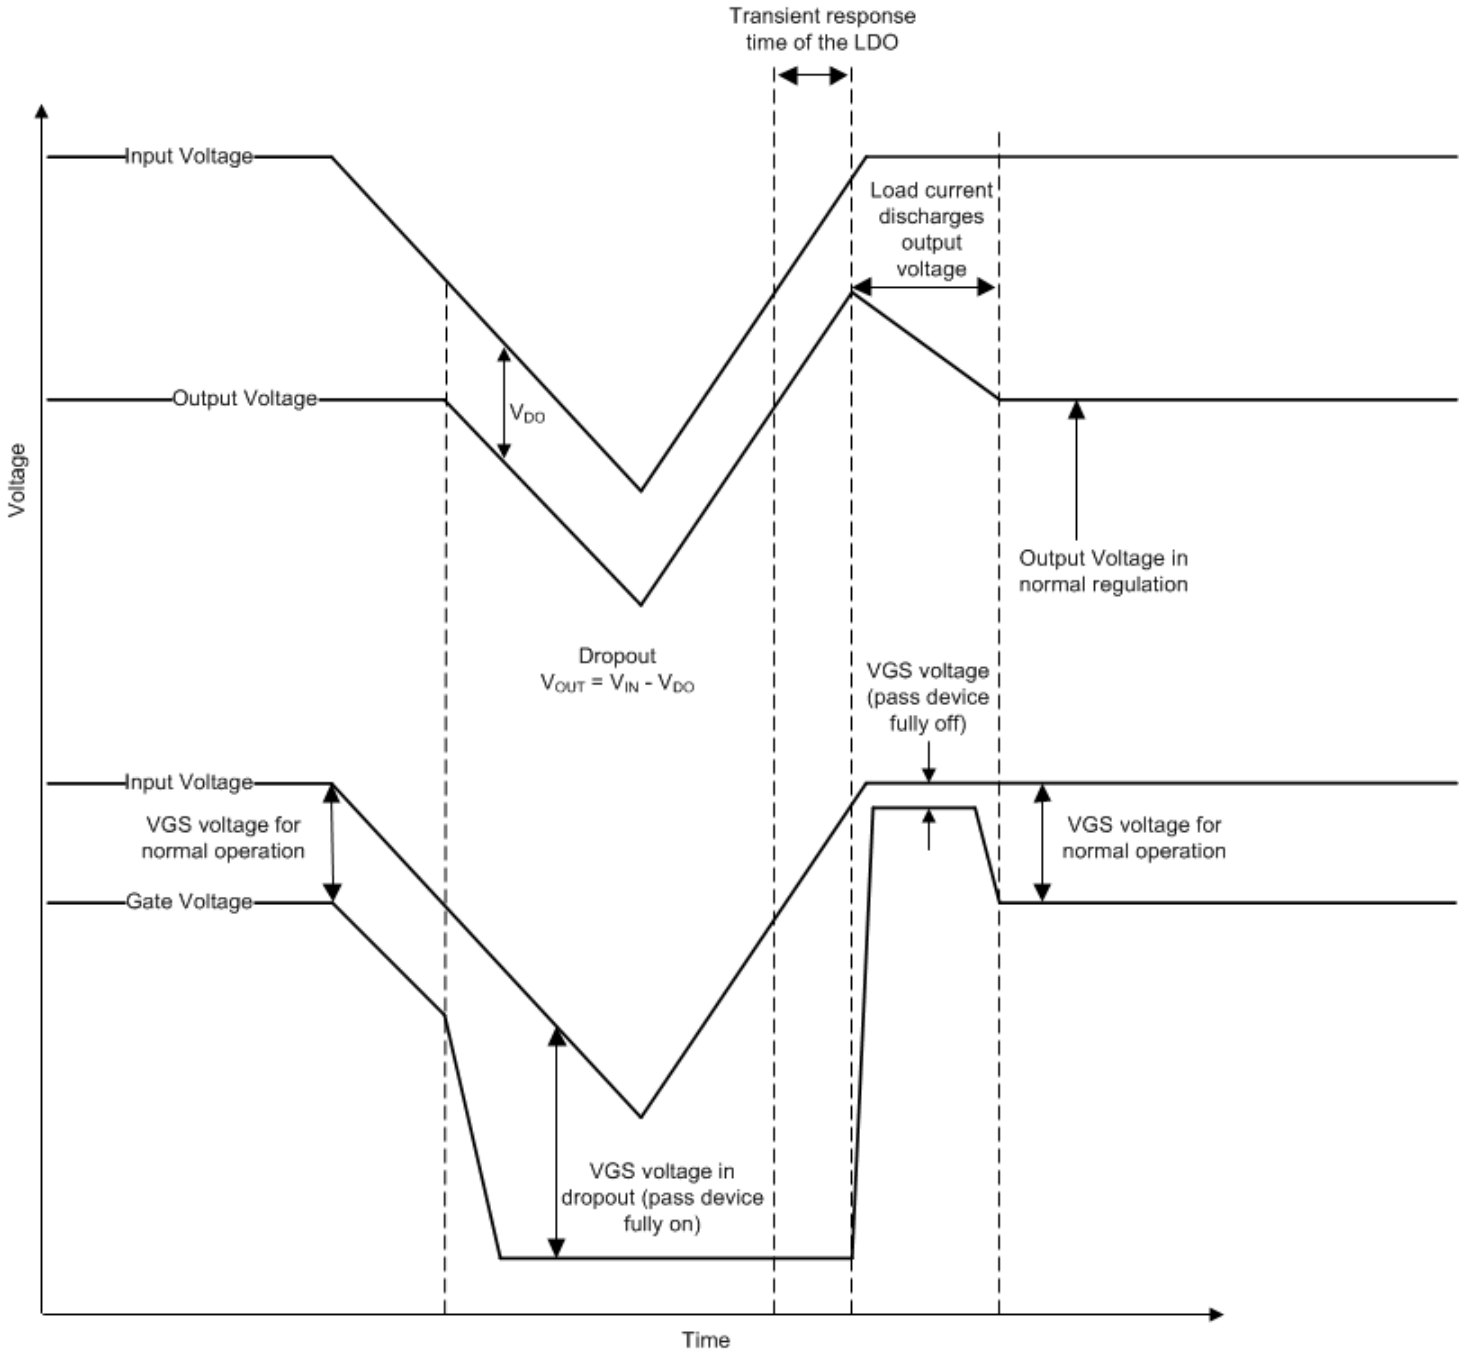 Transient response
time of the LDO
Input Voltage
Load current
discharges
output
voltage
Output Voltage
VDO
Voltage
Output Voltage in
normal regulation
Dropout
VOUT = VIN - VDO
VGS voltage
(pass device
fully off)
Input Voltage
VGS voltage for
normal operation
VGS voltage for
normal operation
Gate Voltage
VGS voltage in
dropout (pass device
fully on)
Time